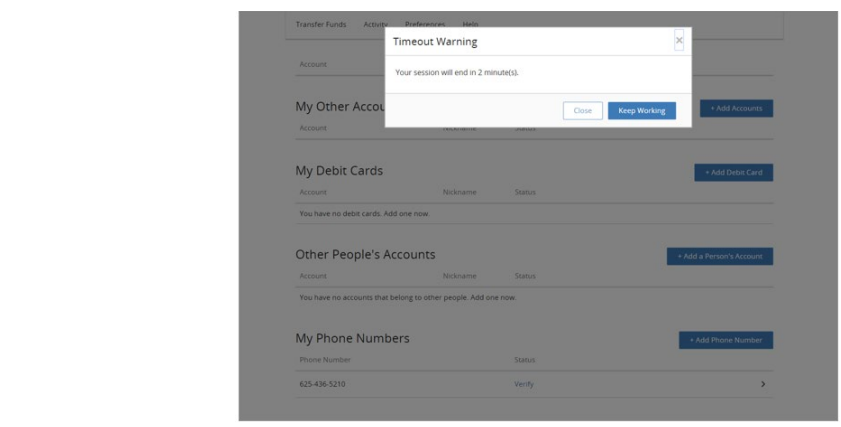 Transfer Funds Activity Preferences Help
Timeout Warning ×
Your session will end in 2 minute(s).
Close Keep Working
Account
My Other Accou + Add Accounts
Account Nickname Status
My Debit Cards + Add Debit Card
Account Nickname Status
You have no debit cards. Add one now.
Other People's Accounts + Add a Person's Account
Account Nickname Status
You have no accounts that belong to other people. Add one now.
My Phone Numbers + Add Phone Number
Phone Number Status
625-436-5210 Verify